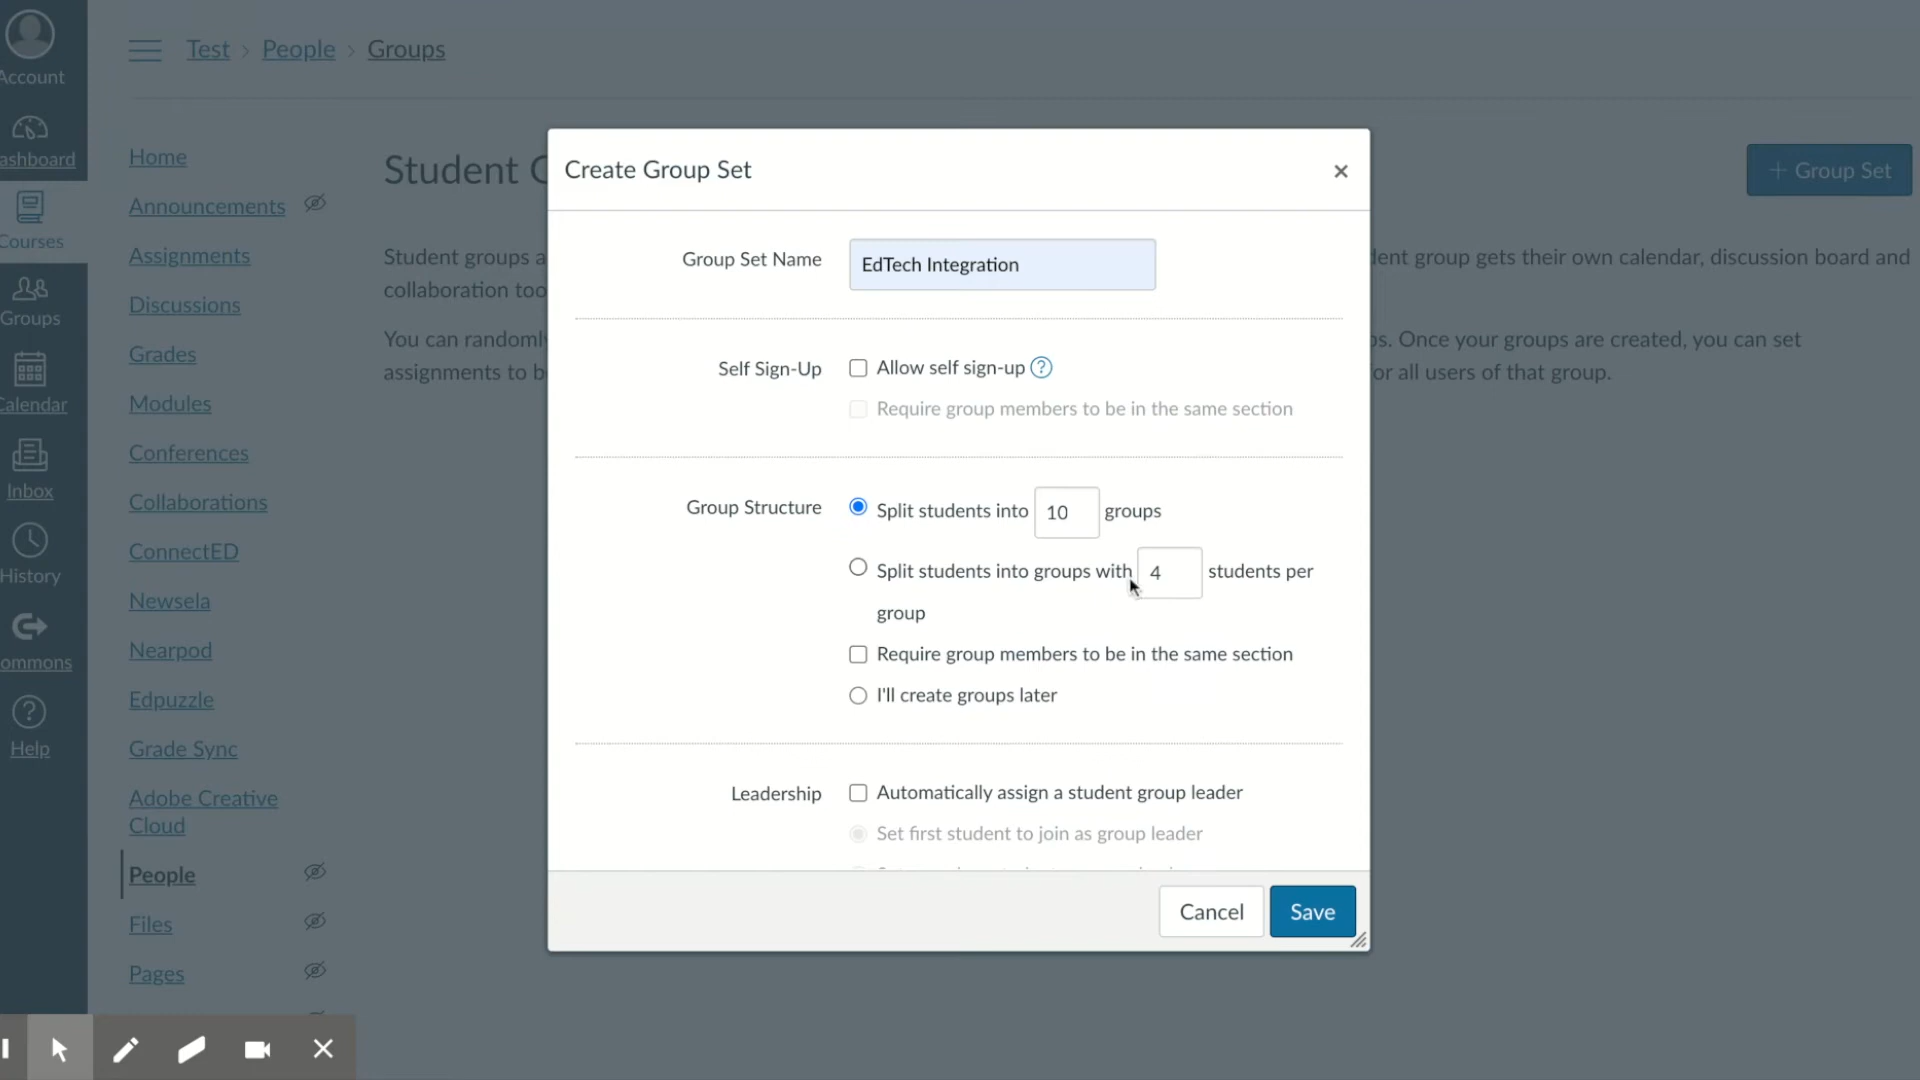 Account
ashboard
Courses
Groups
Calendar
Inbox
History
ommons
Help
Test > People > Groups
Home
Announcements
Assignments
Discussions
Grades
Modules
Conferences
Collaborations
ConnectED
Newsela
Nearpod
Edpuzzle
Grade Sync
Adobe Creative
Cloud
People
Files
Pages
Student G
+ Group Set
Student groups a
dent group gets their own calendar, discussion board and
collaboration too
You can randoml
ps. Once your groups are created, you can set
assignments to b
or all users of that group.
Create Group Set
×
Group Set Name
EdTech Integration
Self Sign-Up
Allow self sign-up ?
Require group members to be in the same section
Group Structure
Split students into 10 groups
Split students into groups with 4 students per
group
Require group members to be in the same section
I'll create groups later
Leadership
Automatically assign a student group leader
Set first student to join as group leader
Cancel
Save